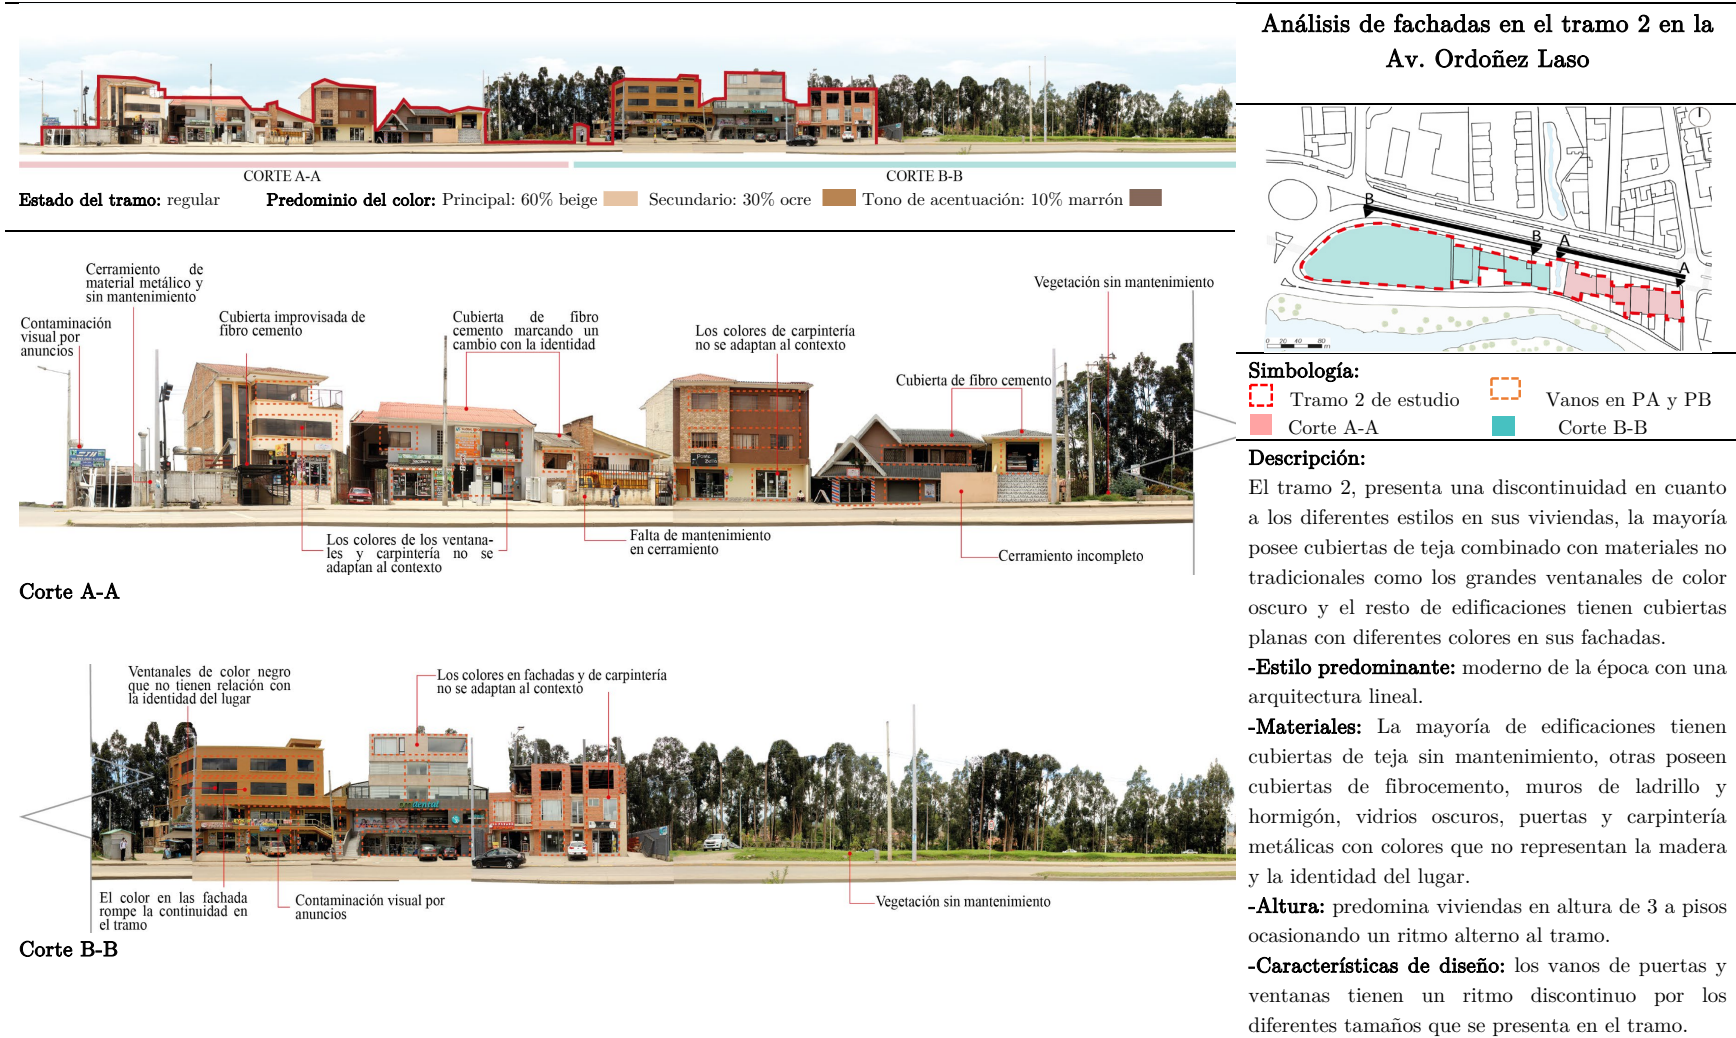 Análisis de fachadas en el tramo 2 en la
Av. Ordoñez Laso
CORTE A-A
CORTE B-B
Estado del tramo: regular
Predominio del color: Principal: 60% beige
Secundario: 30% ocre
Tono de acentuación: 10% marrón
Cerramiento de
material metálico y
sin mantenimiento
Contaminación
visual por
anuncios
Cubierta improvisada de
fibro cemento
Cubierta de fibro
cemento marcando un
cambio con la identidad
Los colores de carpintería
no se adaptan al contexto
Cubierta de fibro cemento
Vegetación sin mantenimiento
Los colores de los ventana-
les y carpintería no se
adaptan al contexto
Falta de mantenimiento
en cerramiento
Cerramiento incompleto
Corte A-A
Ventanales de color negro
que no tienen relación con
la identidad del lugar
Los colores en fachadas y de carpintería
no se adaptan al contexto
dental
El color en las fachada
rompe la continuidad en
el tramo
Contaminación visual por
anuncios
Vegetación sin mantenimiento
Corte B-B
B
B
A
A
0 20 40 80
m
Simbología:
Tramo 2 de estudio
Vanos en PA y PB
Corte A-A
Corte B-B
Descripción:
El tramo 2, presenta una discontinuidad en cuanto
a los diferentes estilos en sus viviendas, la mayoría
posee cubiertas de teja combinado con materiales no
tradicionales como los grandes ventanales de color
oscuro y el resto de edificaciones tienen cubiertas
planas con diferentes colores en sus fachadas.
-Estilo predominante: moderno de la época con una
arquitectura lineal.
-Materiales: La mayoría de edificaciones tienen
cubiertas de teja sin mantenimiento, otras poseen
cubiertas de fibrocemento, muros de ladrillo y
hormigón, vidrios oscuros, puertas y carpintería
metálicas con colores que no representan la madera
y la identidad del lugar.
-Altura: predomina viviendas en altura de 3 a pisos
ocasionando un ritmo alterno al tramo.
-Características de diseño: los vanos de puertas y
ventanas tienen un ritmo discontinuo por los
diferentes tamaños que se presenta en el tramo.